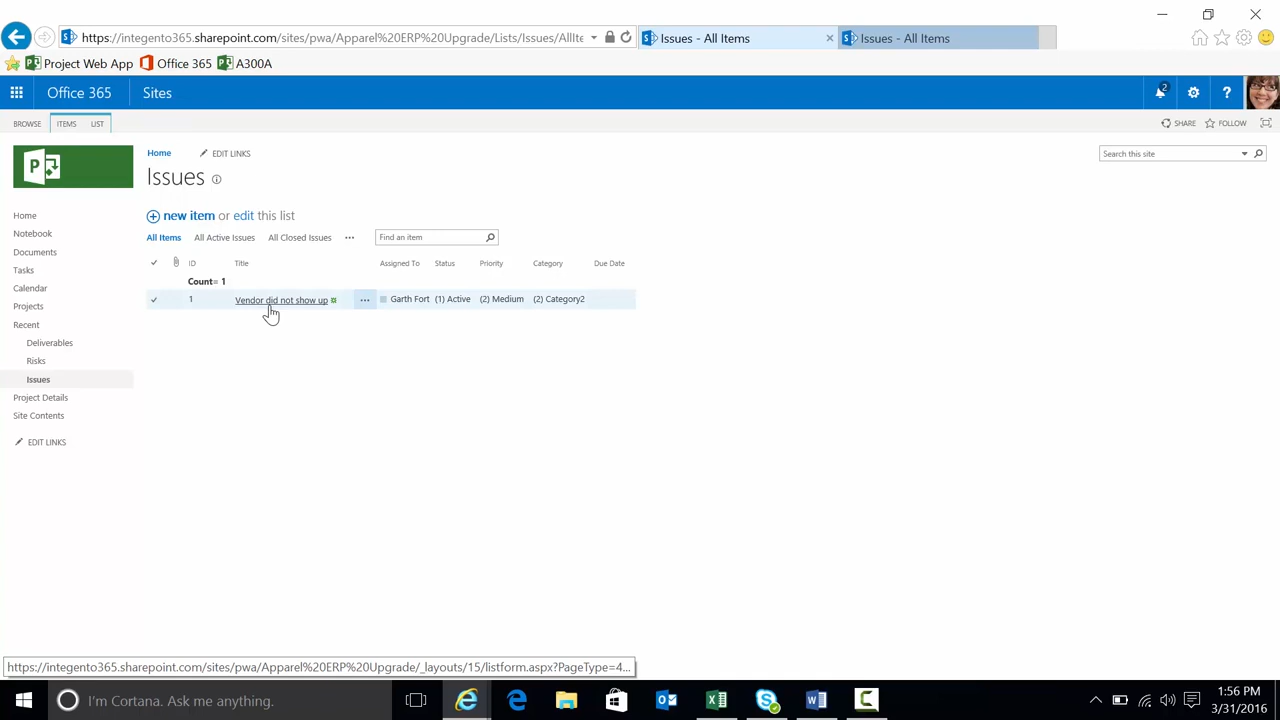 https://integento365.sharepoint.com/sites/pwa/Apparel%20ERP%20Upgrade/Lists/Issues/AllIte
Issues - All Items
Issues - All Items
Project Web App
Office 365
A300A
Office 365
Sites
2
?
BROWSE
ITEMS
LIST
SHARE
FOLLOW
P
Home
EDIT LINKS
Search this site
Issues
Home
Notebook
Documents
Tasks
Calendar
Projects
Recent
Deliverables
Risks
Issues
Project Details
Site Contents
EDIT LINKS
new item or edit this list
All Items
All Active Issues
All Closed Issues
...
Find an item
ID
Title
Assigned To
Status
Priority
Category
Due Date
Count= 1
1
Vendor did not show up
...
Garth Fort
(1) Active
(2) Medium
(2) Category2
https://integento365.sharepoint.com/sites/pwa/Apparel%20ERP%20Upgrade/_layouts/15/listform.aspx?PageType=4...
I'm Cortana. Ask me anything.
1:56 PM
3/31/2016